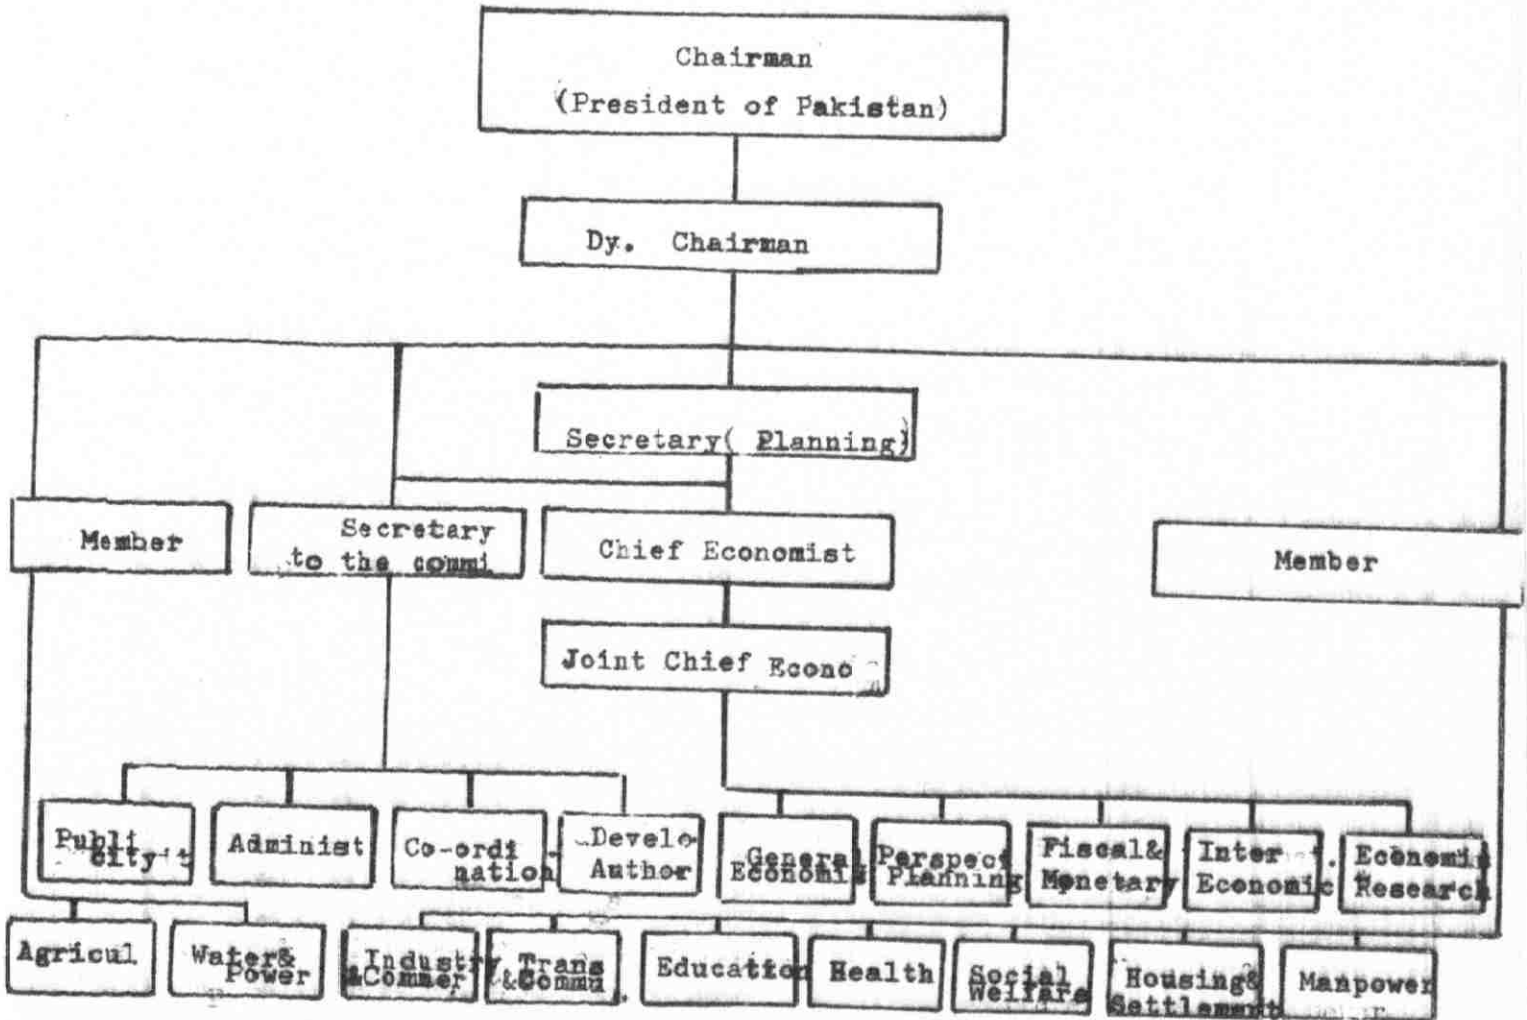 Chairman
(President of Pakistan)
Dy. Chairman
Secretary( Planning)
Member
Secretary
to the commi
Chief Economist
Member
Joint Chief Econo
Publi
city
Administ
Co-ordi
nation
Develo
Author
General
Economic
Perspect
Planning
Fiscal&
Monetary
Inter
Economic
Economic
Research
Agricul
Water&
Power
Industry
&Commer
Trans
&Commu.
Education
Health
Social
Welfare
Housing&
Settlement
Manpower